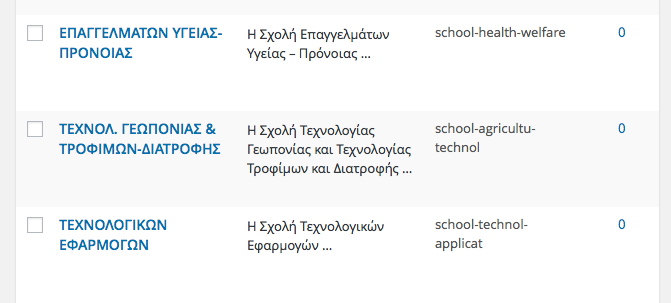 ΕΠΑΓΓΕΛΜΑΤΩΝ ΥΓΕΙΑΣ-
ΠΡΟΝΟΙΑΣ
Η Σχολή Επαγγελμάτων
Υγείας – Πρόνοιας ...
school-health-welfare
0
ΤΕΧΝΟΛ. ΓΕΩΠΟΝΙΑΣ &
ΤΡΟΦΙΜΩΝ-ΔΙΑΤΡΟΦΗΣ
Η Σχολή Τεχνολογίας
Γεωπονίας και Τεχνολογίας
Τροφίμων και Διατροφής ...
school-agricultu-
technol
0
ΤΕΧΝΟΛΟΓΙΚΩΝ
ΕΦΑΡΜΟΓΩΝ
Η Σχολή Τεχνολογικών
Εφαρμογών ...
school-technol-
applicat
0